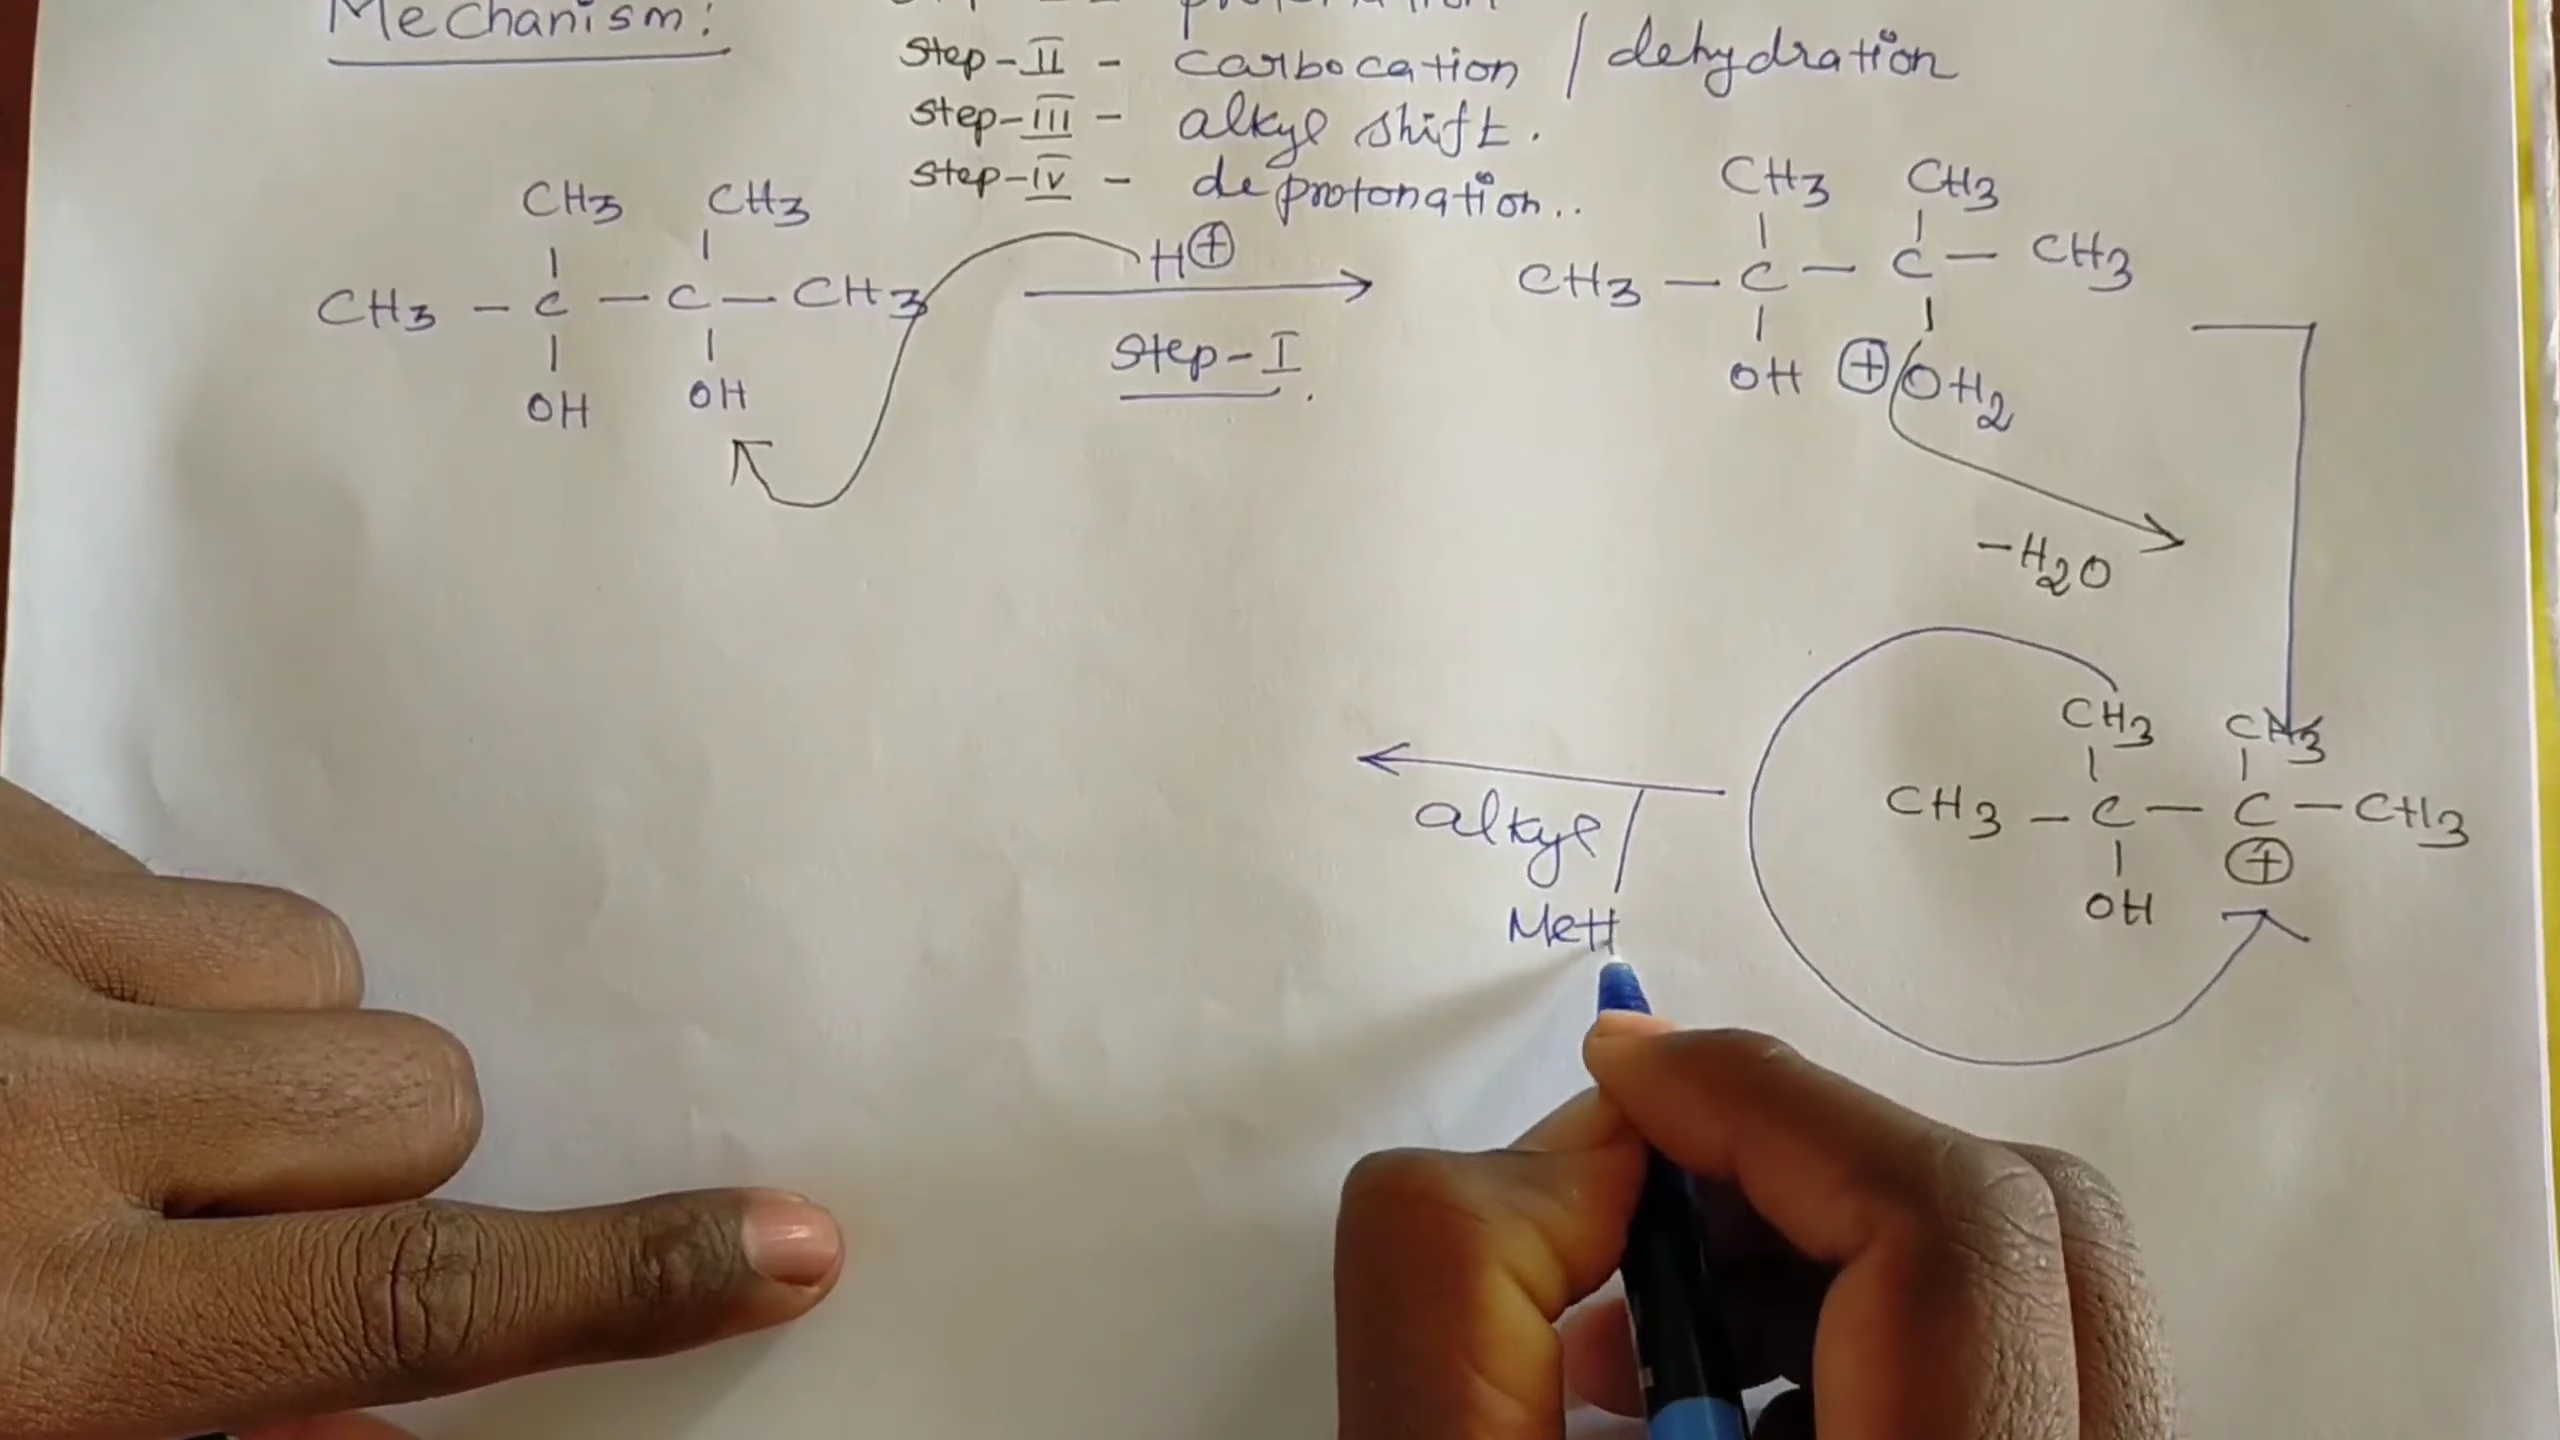 Mechanism:
Step-II - carbocation / dehydration
Step-III - alkyl shift.
Step-IV - deprotonation..
CH3 CH3
CH3 - C - C - CH3
OH OH
H⊕
Step-I.
CH3 CH3
CH3 - C - C - CH3
OH ⊕OH2
-H2O
CH3 CH3
CH3 - C - C - CH3
⊕
OH
alkyl /
MetH